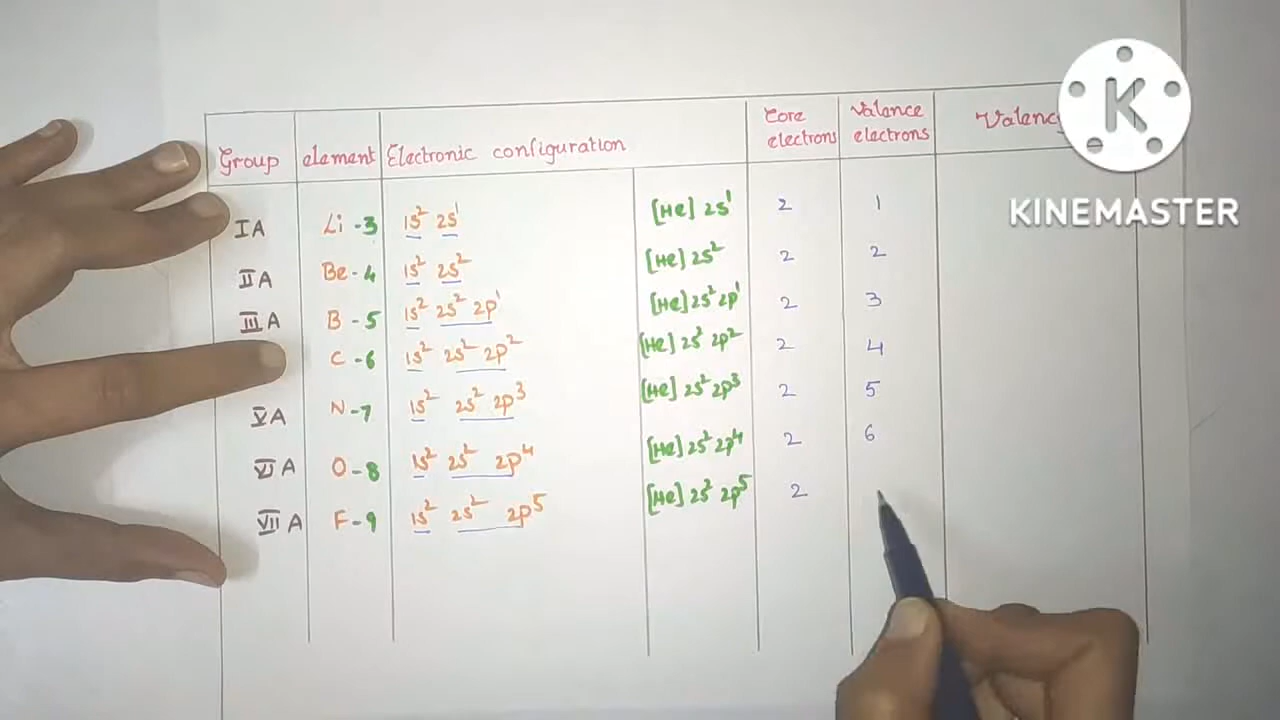 Group element Electronic configuration Core electrons Valance electrons Valency
IA Li - 3 1s² 2s¹ [He] 2s¹ 2 1
IIA Be - 4 1s² 2s² [He] 2s² 2 2
IIIA B - 5 1s² 2s² 2p¹ [He] 2s² 2p¹ 2 3
C - 6 1s² 2s² 2p² [He] 2s² 2p² 2 4
VA N - 7 1s² 2s² 2p³ [He] 2s² 2p³ 2 5
VIA O - 8 1s² 2s² 2p⁴ [He] 2s² 2p⁴ 2 6
VIIA F - 9 1s² 2s² 2p⁵ [He] 2s² 2p⁵ 2
K
KINEMASTER